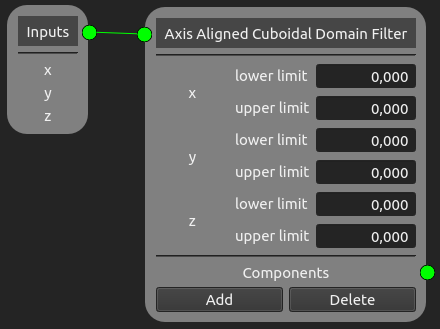 Inputs
x
y
z
Axis Aligned Cuboidal Domain Filter
x
lower limit 0,000
upper limit 0,000
y
lower limit 0,000
upper limit 0,000
z
lower limit 0,000
upper limit 0,000
Components
Add Delete